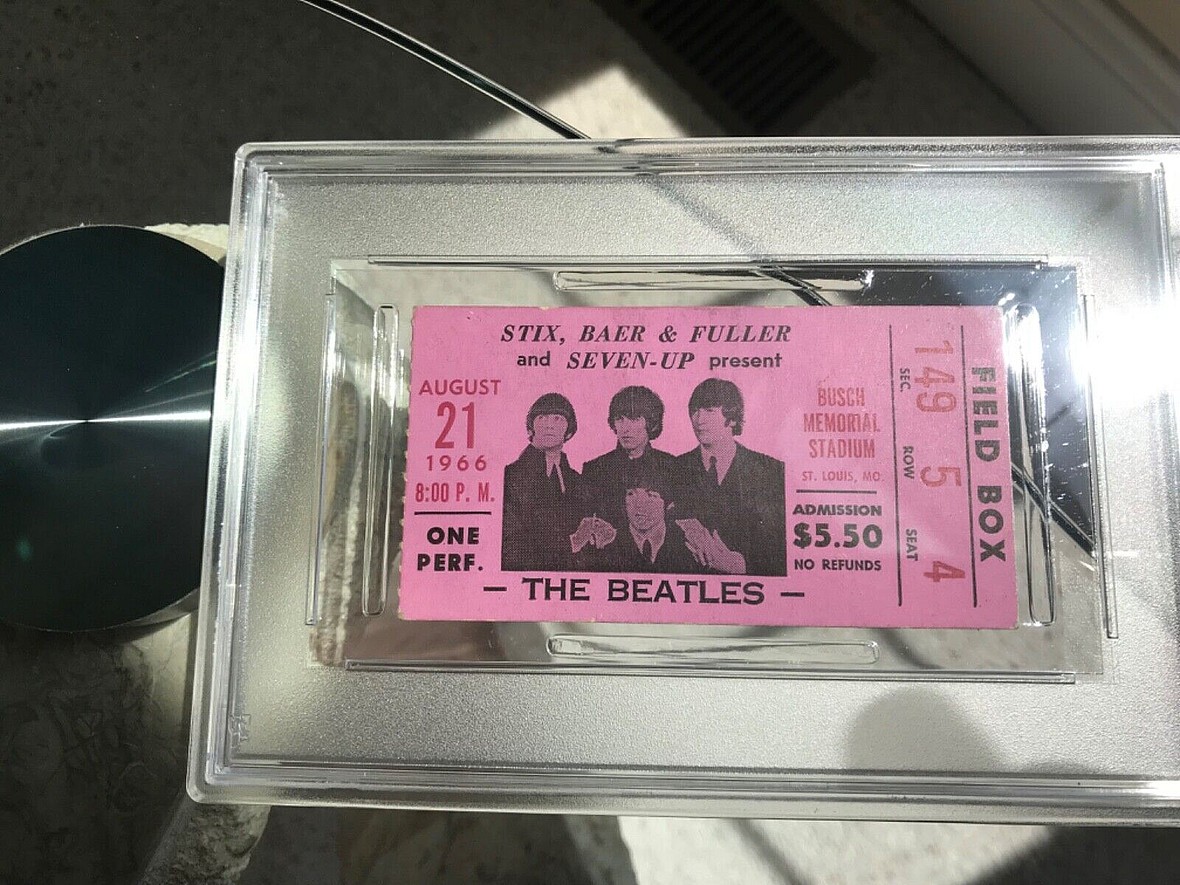 STIX, BAER & FULLER
and SEVEN-UP present
AUGUST
21
1966
8:00 P. M.
ONE
PERF.
BUSCH
MEMORIAL
STADIUM
ST. LOUIS, MO.
ADMISSION
$5.50
NO REFUNDS
— THE BEATLES —
149 5 4
SEC. ROW SEAT
FIELD BOX